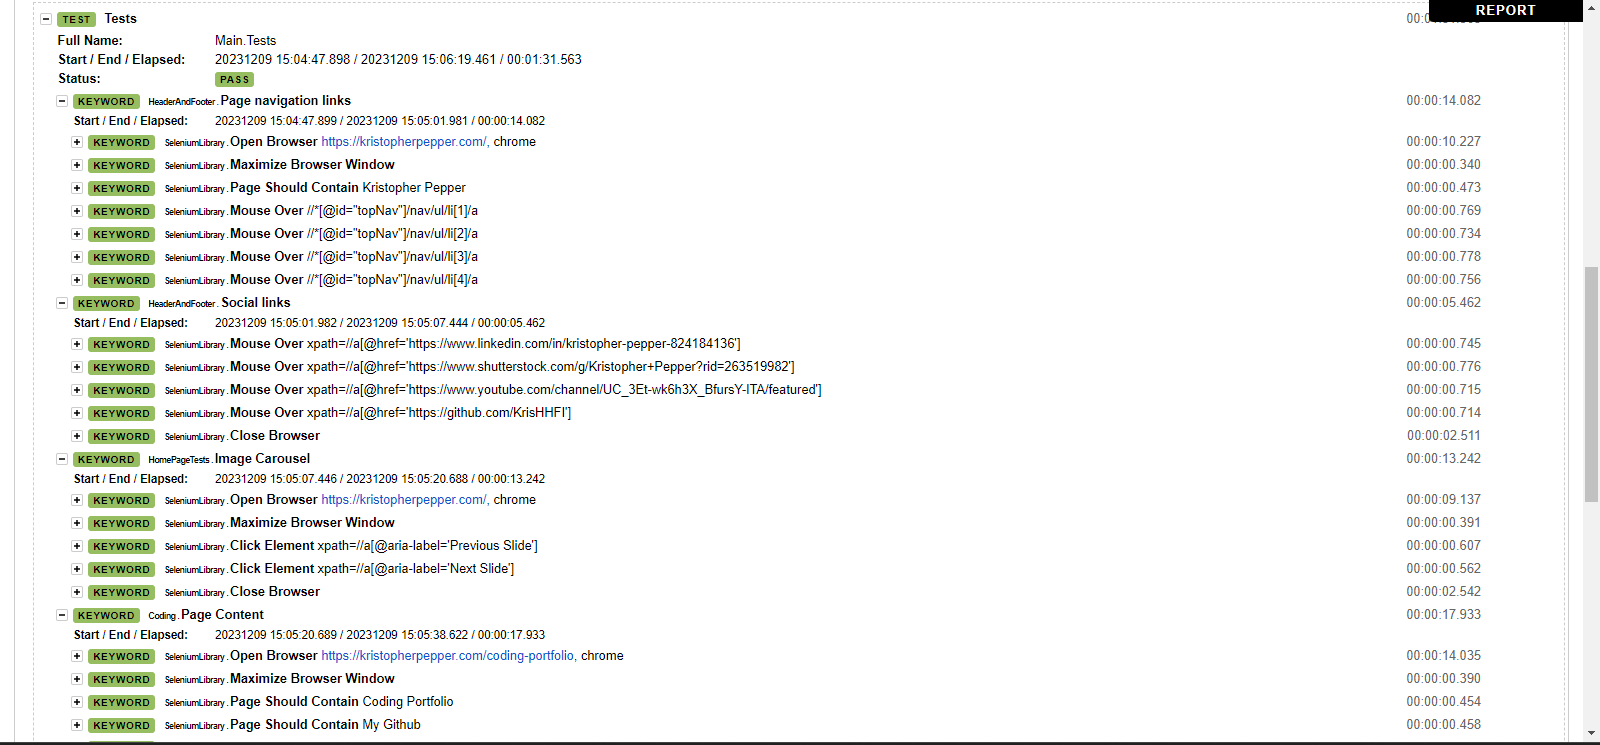 REPORT
TEST Tests
Full Name: Main.Tests
Start / End / Elapsed: 20231209 15:04:47.898 / 20231209 15:06:19.461 / 00:01:31.563
Status: PASS
KEYWORD HeaderAndFooter. Page navigation links 00:00:14.082
Start / End / Elapsed: 20231209 15:04:47.899 / 20231209 15:05:01.981 / 00:00:14.082
KEYWORD SeleniumLibrary. Open Browser https://kristopherpepper.com/, chrome 00:00:10.227
KEYWORD SeleniumLibrary. Maximize Browser Window 00:00:00.340
KEYWORD SeleniumLibrary. Page Should Contain Kristopher Pepper 00:00:00.473
KEYWORD SeleniumLibrary. Mouse Over //*[@id="topNav"]/nav/ul/li[1]/a 00:00:00.769
KEYWORD SeleniumLibrary. Mouse Over //*[@id="topNav"]/nav/ul/li[2]/a 00:00:00.734
KEYWORD SeleniumLibrary. Mouse Over //*[@id="topNav"]/nav/ul/li[3]/a 00:00:00.778
KEYWORD SeleniumLibrary. Mouse Over //*[@id="topNav"]/nav/ul/li[4]/a 00:00:00.756
KEYWORD HeaderAndFooter. Social links 00:00:05.462
Start / End / Elapsed: 20231209 15:05:01.982 / 20231209 15:05:07.444 / 00:00:05.462
KEYWORD SeleniumLibrary. Mouse Over xpath=//a[@href='https://www.linkedin.com/in/kristopher-pepper-824184136'] 00:00:00.745
KEYWORD SeleniumLibrary. Mouse Over xpath=//a[@href='https://www.shutterstock.com/g/Kristopher+Pepper?rid=263519982'] 00:00:00.776
KEYWORD SeleniumLibrary. Mouse Over xpath=//a[@href='https://www.youtube.com/channel/UC_3Et-wk6h3X_BfursY-ITA/featured'] 00:00:00.715
KEYWORD SeleniumLibrary. Mouse Over xpath=//a[@href='https://github.com/KrisHHFI'] 00:00:00.714
KEYWORD SeleniumLibrary. Close Browser 00:00:02.511
KEYWORD HomePageTests. Image Carousel 00:00:13.242
Start / End / Elapsed: 20231209 15:05:07.446 / 20231209 15:05:20.688 / 00:00:13.242
KEYWORD SeleniumLibrary. Open Browser https://kristopherpepper.com/, chrome 00:00:09.137
KEYWORD SeleniumLibrary. Maximize Browser Window 00:00:00.391
KEYWORD SeleniumLibrary. Click Element xpath=//a[@aria-label='Previous Slide'] 00:00:00.607
KEYWORD SeleniumLibrary. Click Element xpath=//a[@aria-label='Next Slide'] 00:00:00.562
KEYWORD SeleniumLibrary. Close Browser 00:00:02.542
KEYWORD Coding. Page Content 00:00:17.933
Start / End / Elapsed: 20231209 15:05:20.689 / 20231209 15:05:38.622 / 00:00:17.933
KEYWORD SeleniumLibrary. Open Browser https://kristopherpepper.com/coding-portfolio, chrome 00:00:14.035
KEYWORD SeleniumLibrary. Maximize Browser Window 00:00:00.390
KEYWORD SeleniumLibrary. Page Should Contain Coding Portfolio 00:00:00.454
KEYWORD SeleniumLibrary. Page Should Contain My Github 00:00:00.458